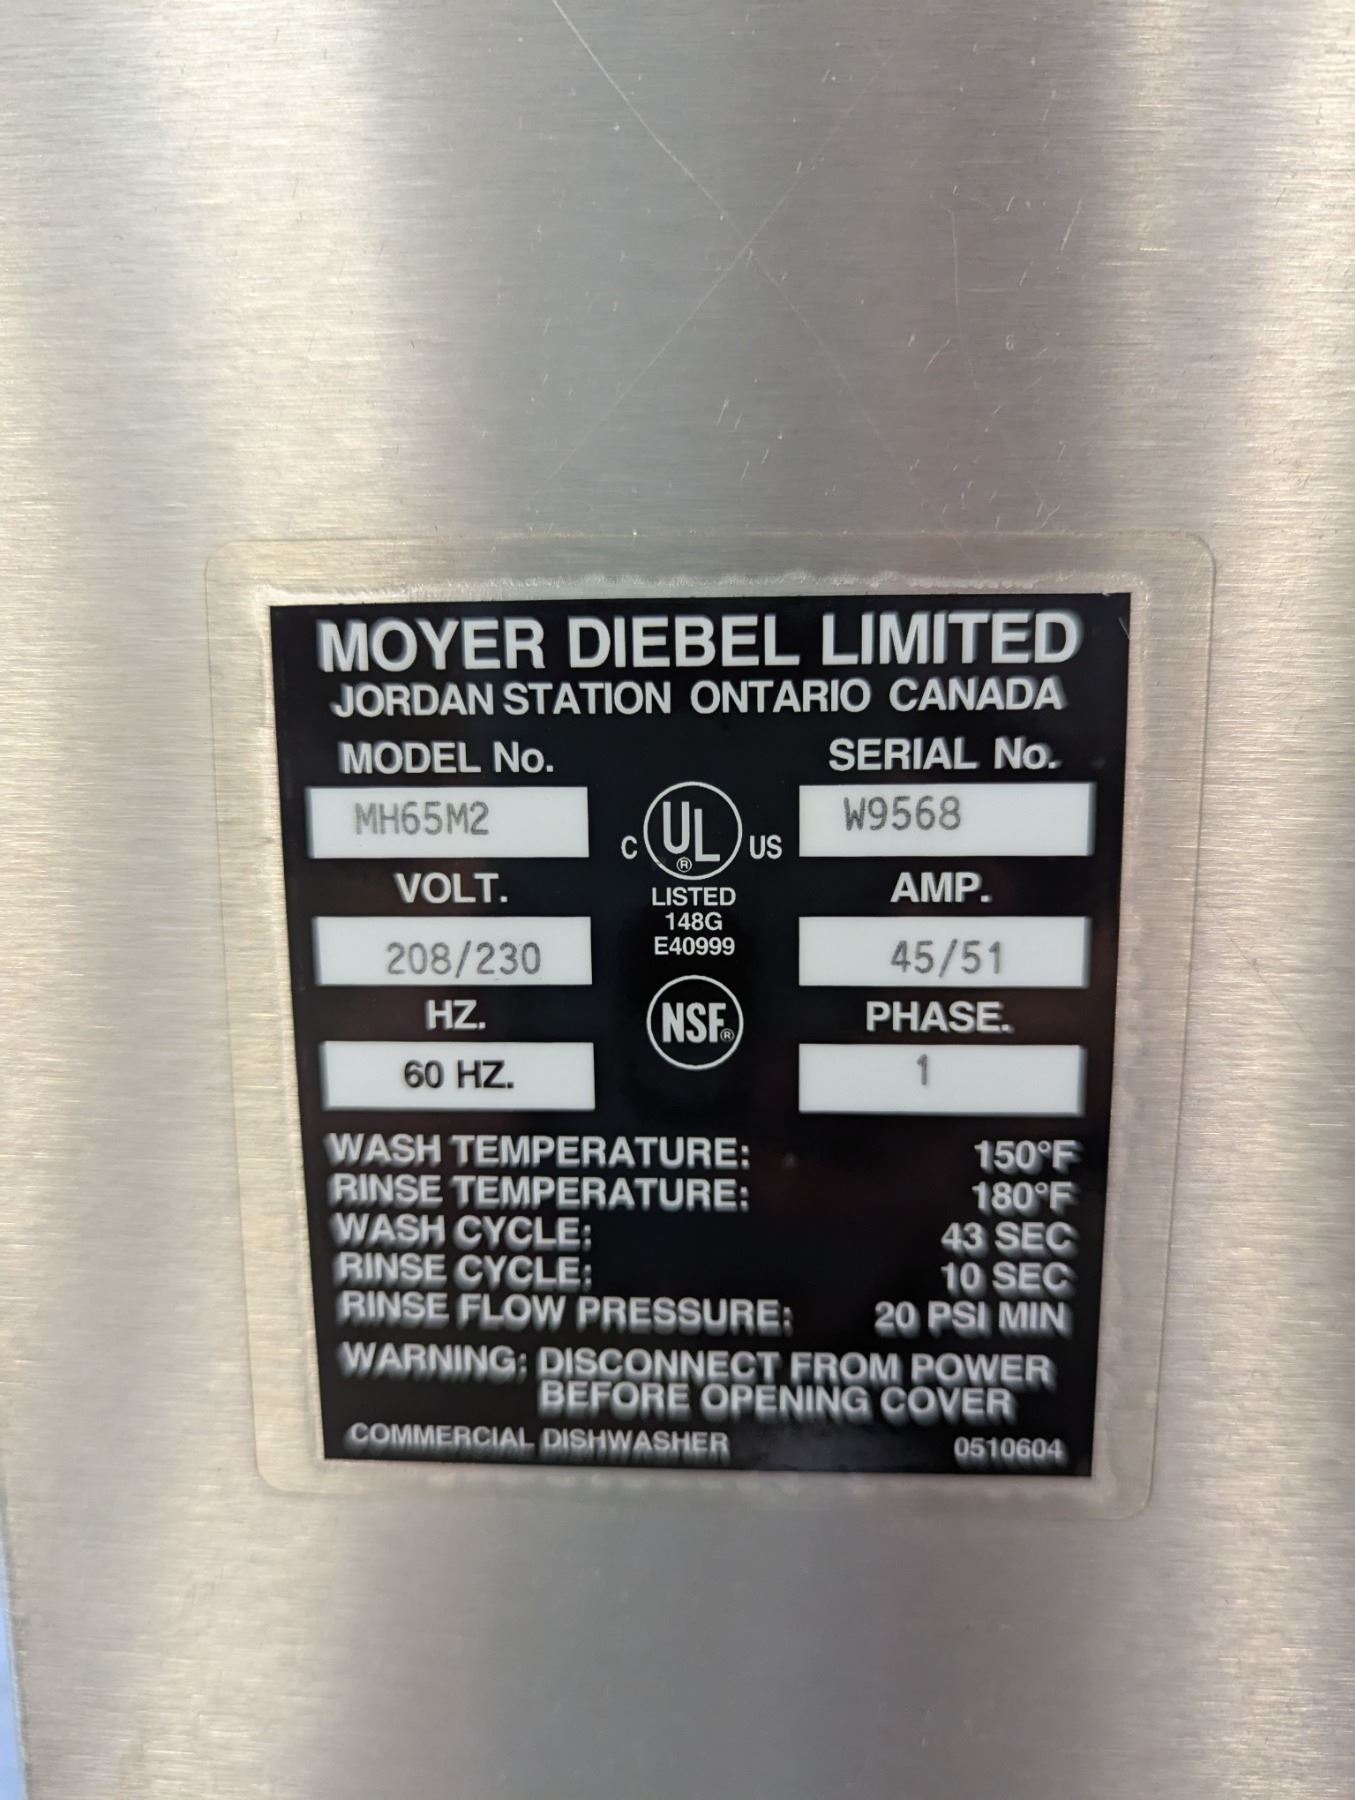 MOYER DIEBEL LIMITED
JORDAN STATION ONTARIO CANADA
MODEL No.
MH65M2
SERIAL No.
W9568
C UL® US
LISTED
148G
E40999
VOLT.
208/230
AMP.
45/51
NSF®
HZ.
60 HZ.
PHASE.
1
WASH TEMPERATURE: 150°F
RINSE TEMPERATURE: 180°F
WASH CYCLE: 43 SEC
RINSE CYCLE: 10 SEC
RINSE FLOW PRESSURE: 20 PSI MIN
WARNING: DISCONNECT FROM POWER
BEFORE OPENING COVER
COMMERCIAL DISHWASHER 0510604